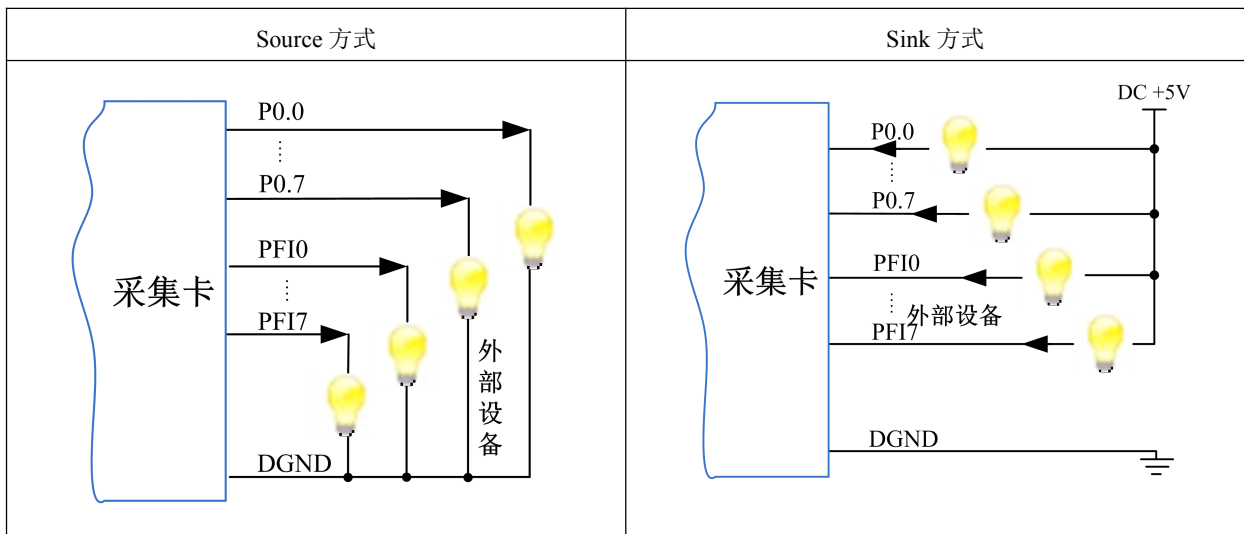 Source 方式
Sink 方式
P0.0
P0.7
PFI0
采集卡
PFI7
外部设备
DGND
DC +5V
P0.0
P0.7
PFI0
采集卡
外部设备
PFI7
DGND